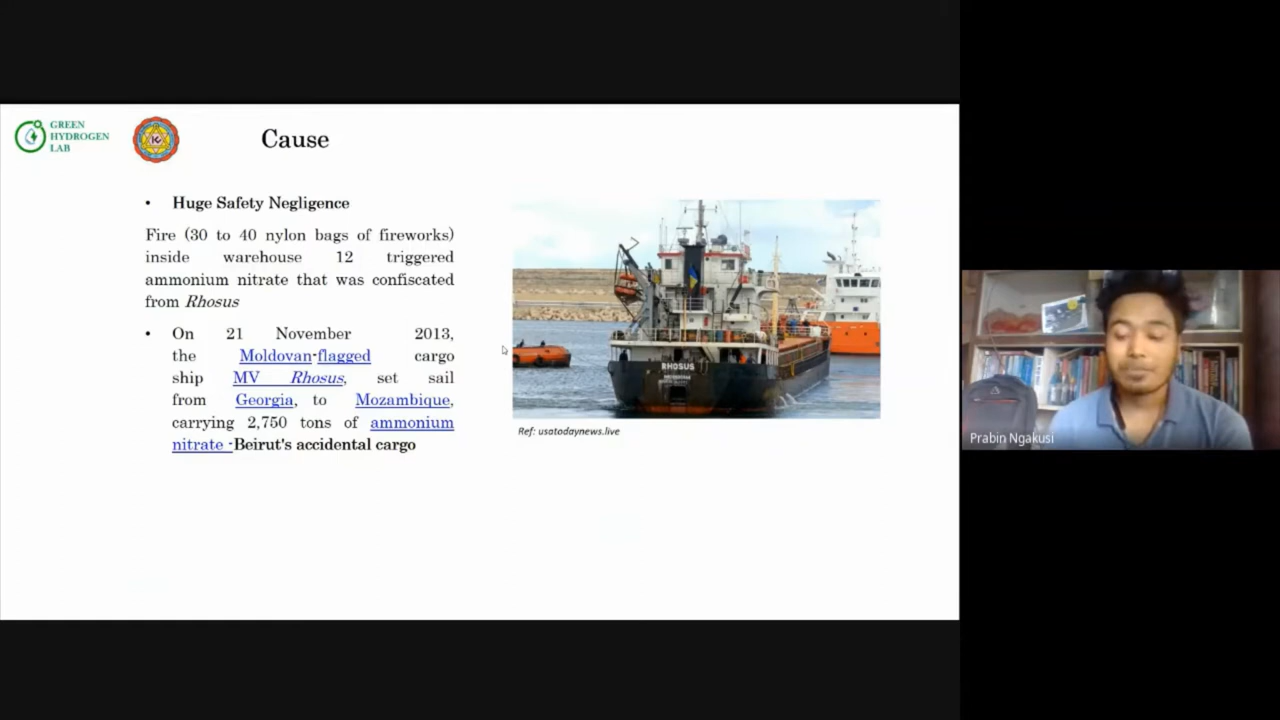 GREEN
HYDROGEN
LAB
Cause
• Huge Safety Negligence
Fire (30 to 40 nylon bags of fireworks)
inside warehouse 12 triggered
ammonium nitrate that was confiscated
from Rhosus
• On 21 November 2013,
the Moldovan-flagged cargo
ship MV Rhosus, set sail
from Georgia, to Mozambique,
carrying 2,750 tons of ammonium
nitrate -Beirut's accidental cargo
RHOSUS
Ref: usatodaynews.live
Prabin Ngakusi